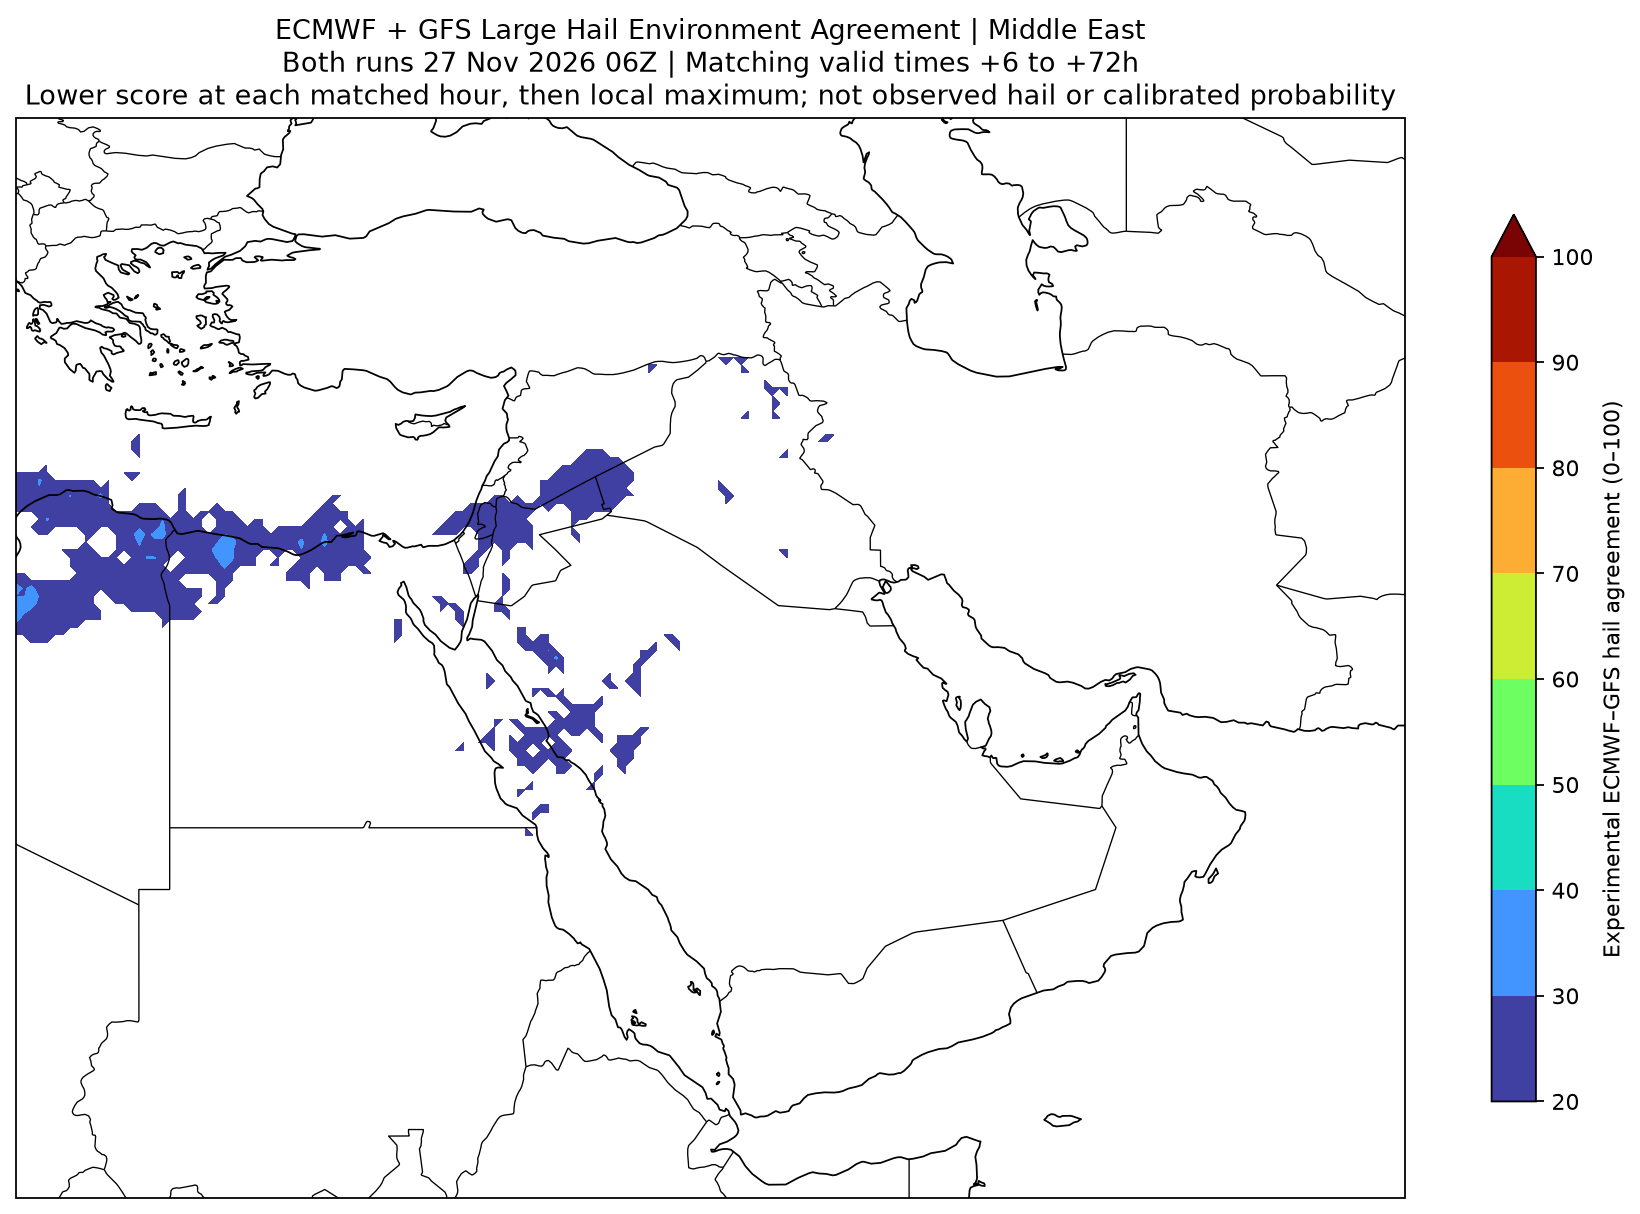 ECMWF + GFS Large Hail Environment Agreement | Middle East
Both runs 27 Nov 2026 06Z | Matching valid times +6 to +72h
Lower score at each matched hour, then local maximum; not observed hail or calibrated probability
100
90
80
70
60
50
40
30
20
Experimental ECMWF–GFS hail agreement (0–100)